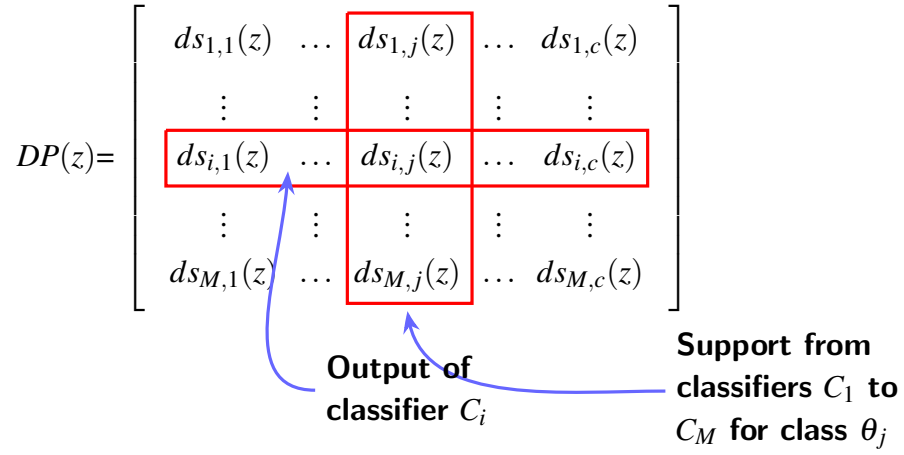 ds_{1,1}(z) … ds_{1,j}(z) … ds_{1,c}(z)
⋮ ⋮ ⋮ ⋮ ⋮
DP(z)= ds_{i,1}(z) … ds_{i,j}(z) … ds_{i,c}(z)
⋮ ⋮ ⋮ ⋮ ⋮
ds_{M,1}(z) … ds_{M,j}(z) … ds_{M,c}(z)
Output of
classifier C_i
Support from
classifiers C_1 to
C_M for class θ_j